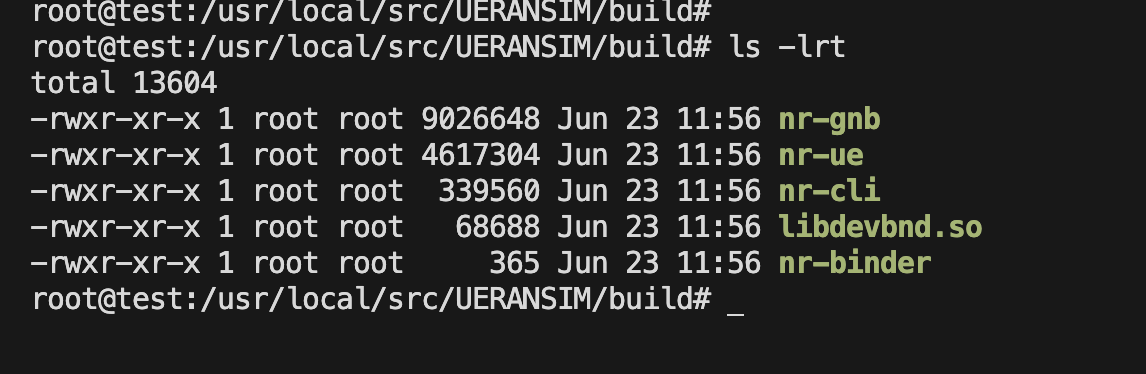 root@test:/usr/local/src/UERANSIM/build#
root@test:/usr/local/src/UERANSIM/build# ls -lrt
total 13604
-rwxr-xr-x 1 root root 9026648 Jun 23 11:56 nr-gnb
-rwxr-xr-x 1 root root 4617304 Jun 23 11:56 nr-ue
-rwxr-xr-x 1 root root  339560 Jun 23 11:56 nr-cli
-rwxr-xr-x 1 root root   68688 Jun 23 11:56 libdevbnd.so
-rwxr-xr-x 1 root root     365 Jun 23 11:56 nr-binder
root@test:/usr/local/src/UERANSIM/build# _